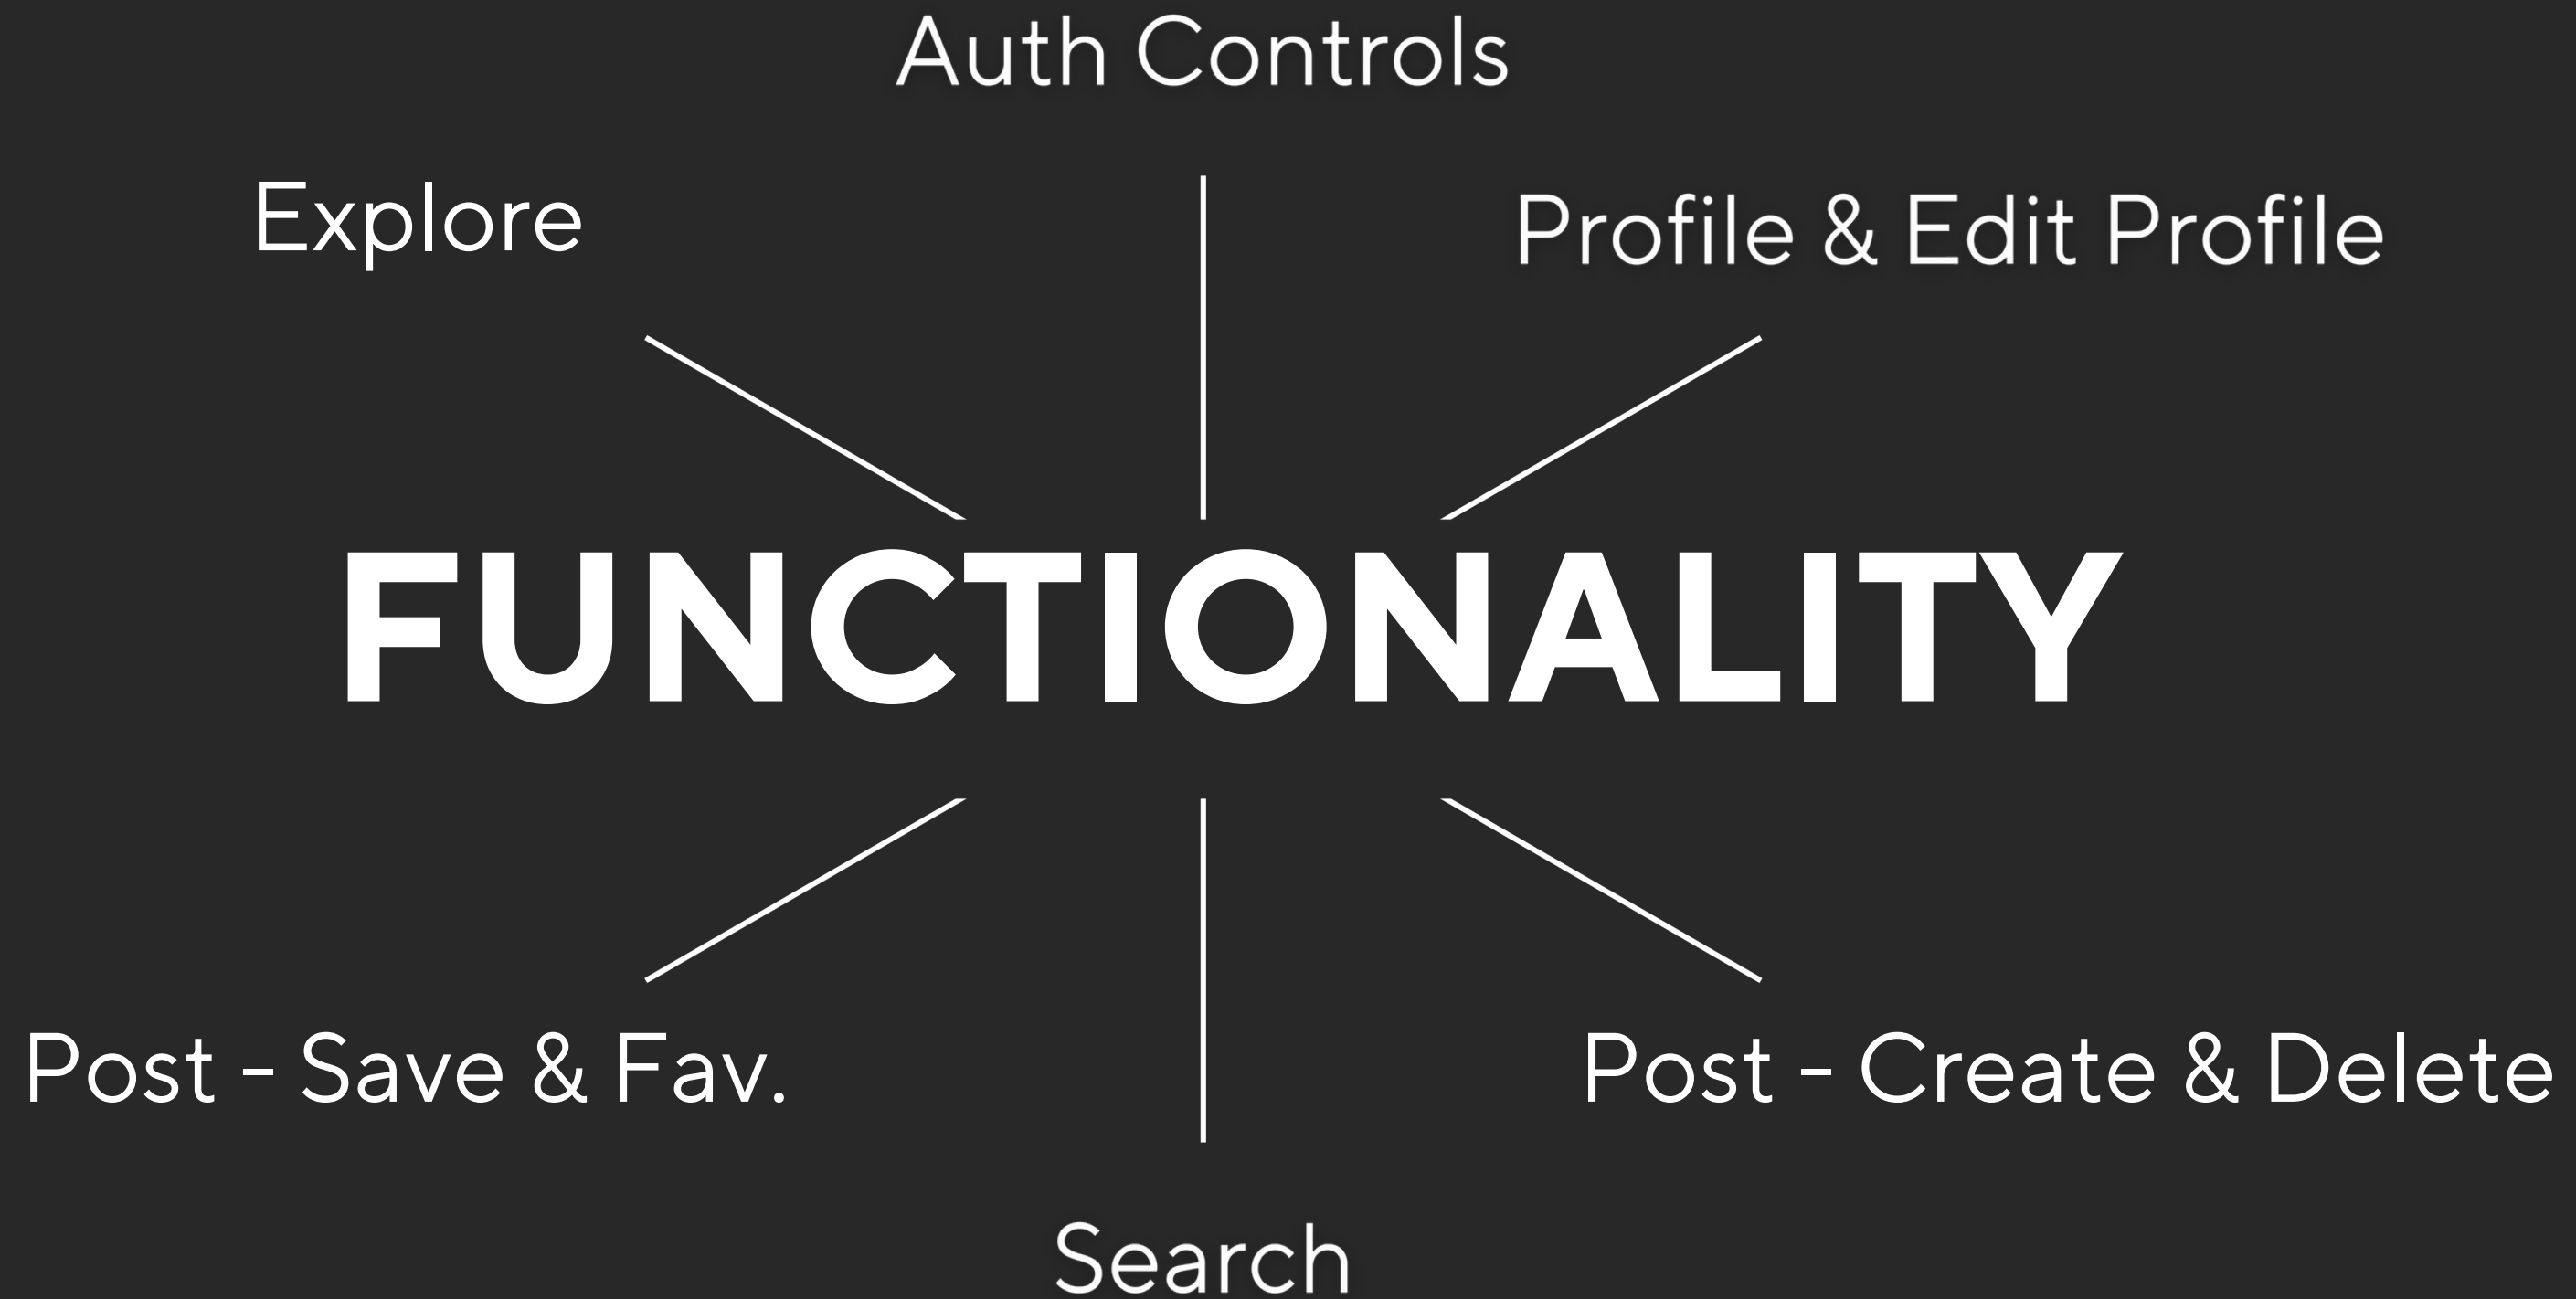 Auth Controls
Explore
Profile & Edit Profile
FUNCTIONALITY
Post - Save & Fav.
Post - Create & Delete
Search